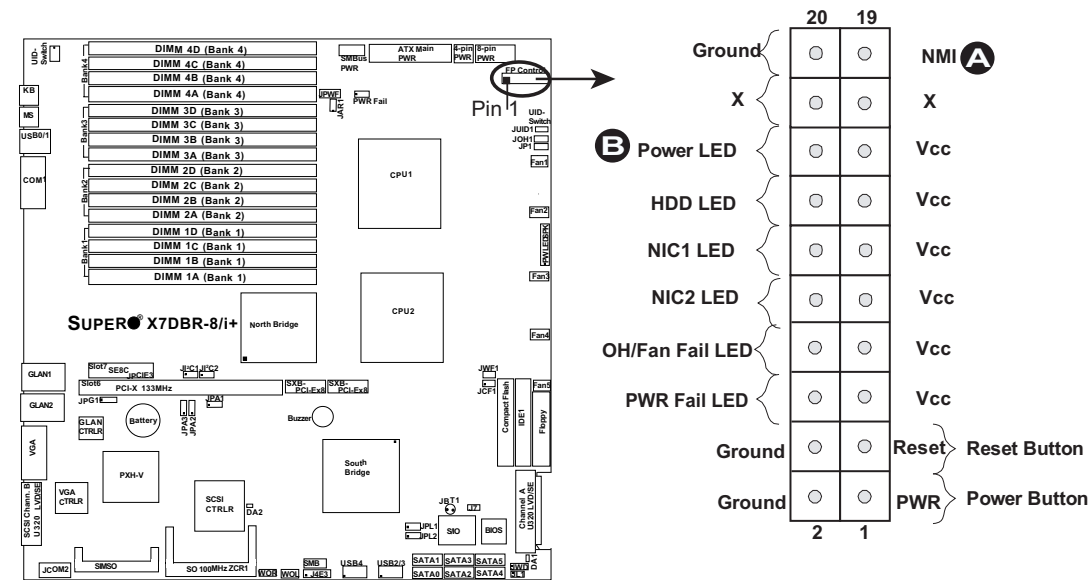 UID-
Switch
DIMM 4D (Bank 4)
DIMM 4C (Bank 4)
DIMM 4B (Bank 4)
DIMM 4A (Bank 4)
Bank4
DIMM 3D (Bank 3)
DIMM 3C (Bank 3)
DIMM 3B (Bank 3)
DIMM 3A (Bank 3)
Bank3
DIMM 2D (Bank 2)
DIMM 2C (Bank 2)
DIMM 2B (Bank 2)
DIMM 2A (Bank 2)
Bank2
DIMM 1D (Bank 1)
DIMM 1C (Bank 1)
DIMM 1B (Bank 1)
DIMM 1A (Bank 1)
Bank1
KB
MS
USB0/1
COM1
SMBus
PWR
ATX Main
PWR
4-pin
PWR
8-pin
PWR
FP Control
Pin 1
JPWF
JAR1
PWR Fail
UID-
Switch
JUID1
JOH1
JP1
Fan1
CPU1
Fan2
PWLEDSPK
Fan3
CPU2
Fan4
SUPER X7DBR-8/i+
North Bridge
GLAN1
GLAN2
Slot7
SE8C
JPCIE3
JI²C1
JI²C2
Slot6
PCI-X 133MHz
SXB-
PCI-Ex8
SXB-
PCI-Ex8
JWF1
JCF1
Fan5
JPG1
GLAN
CTRLR
Battery
JPA3
JPA2
JPA1
Buzzer
Compact Flash
IDE1
Floppy
VGA
PXH-V
South
Bridge
VGA
CTRLR
SCSI
CTRLR
DA2
SCSI Chann. B
U320 LVD/SE
Channel A
U320 LVD/SE
JBT1
J7
SIO
BIOS
JPL1
JPL2
JCOM2
SIMSO
SO 100MHz ZCR1
WOR
WOL
SMB
J4E3
USB4
USB2/3
SATA1
SATA3
SATA5
SATA0
SATA2
SATA4
DA1
JWD
JL1
20 19
Ground NMI A
X X
B Power LED Vcc
HDD LED Vcc
NIC1 LED Vcc
NIC2 LED Vcc
OH/Fan Fail LED Vcc
PWR Fail LED Vcc
Ground Reset Reset Button
Ground PWR Power Button
2 1